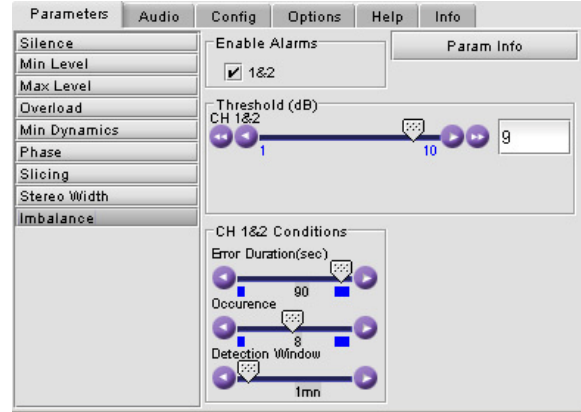 Parameters Audio Config Options Help Info
Silence
Min Level
Max Level
Overload
Min Dynamics
Phase
Slicing
Stereo Width
Imbalance
Enable Alarms
1&2
Param Info
Threshold (dB)
CH 1&2
1 10
9
CH 1&2 Conditions
Error Duration(sec)
90
Occurence
8
Detection Window
1mn